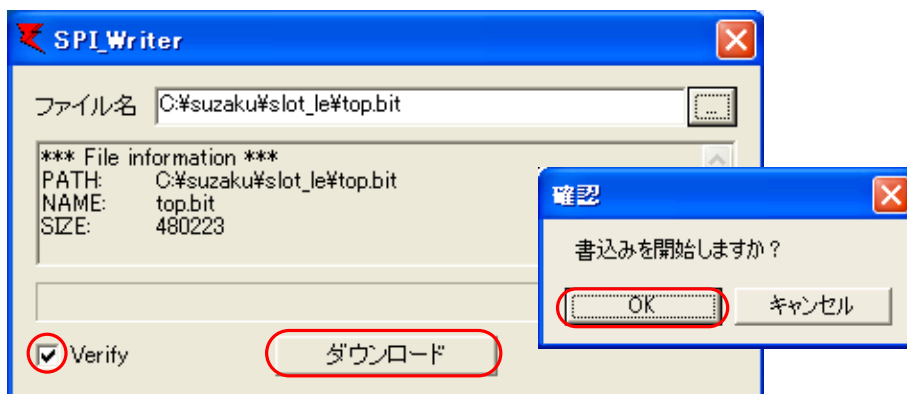 SPI_Writer
ファイル名 C:¥suzaku¥slot_le¥top.bit ...
*** File information ***
PATH: C:¥suzaku¥slot_le¥top.bit
NAME: top.bit
SIZE: 480223
確認
書込みを開始しますか？
OK キャンセル
Verify ダウンロード